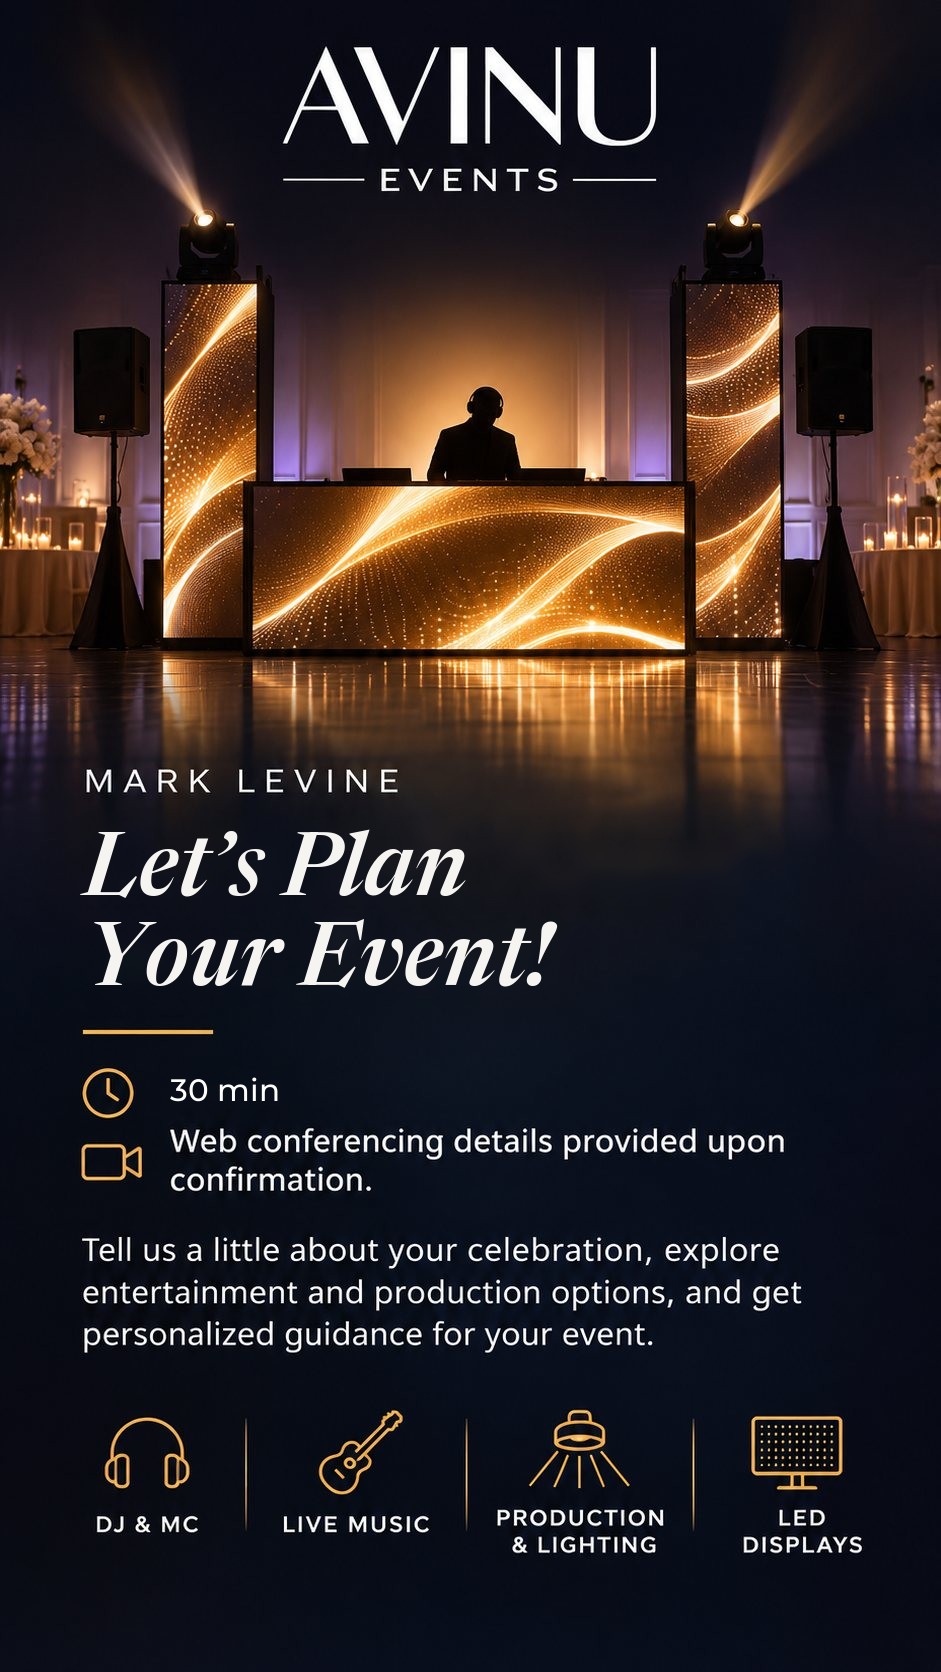 AVINU
EVENTS
MARK LEVINE
Let’s Plan
Your Event!
30 min
Web conferencing details provided upon
confirmation.
Tell us a little about your celebration, explore
entertainment and production options, and get
personalized guidance for your event.
DJ & MC
LIVE MUSIC
PRODUCTION
& LIGHTING
LED
DISPLAYS